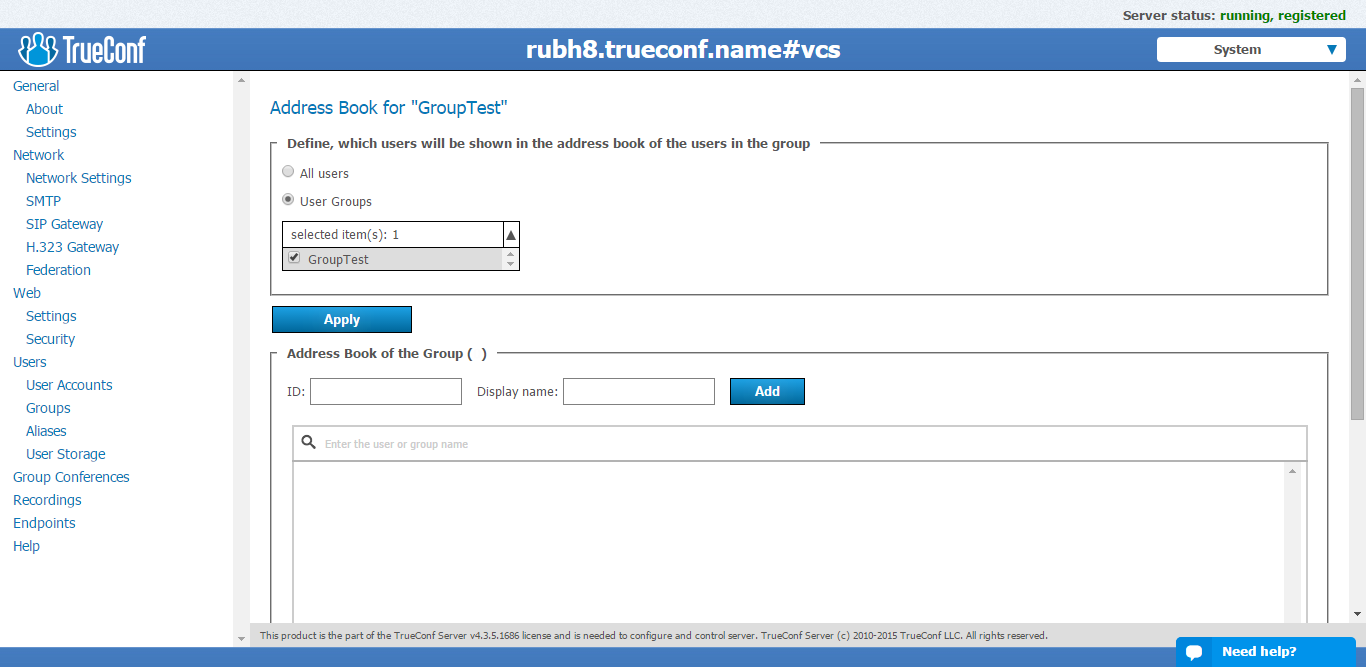 Server status: running, registered
TrueConf
rubh8.trueconf.name#vcs
System
General
About
Settings
Network
Network Settings
SMTP
SIP Gateway
H.323 Gateway
Federation
Web
Settings
Security
Users
User Accounts
Groups
Aliases
User Storage
Group Conferences
Recordings
Endpoints
Help
Address Book for "GroupTest"
Define, which users will be shown in the address book of the users in the group
All users
User Groups
selected item(s): 1
GroupTest
Apply
Address Book of the Group ( )
ID: Display name: Add
Enter the user or group name
This product is the part of the TrueConf Server v4.3.5.1686 license and is needed to configure and control server. TrueConf Server (c) 2010-2015 TrueConf LLC. All rights reserved.
Need help?